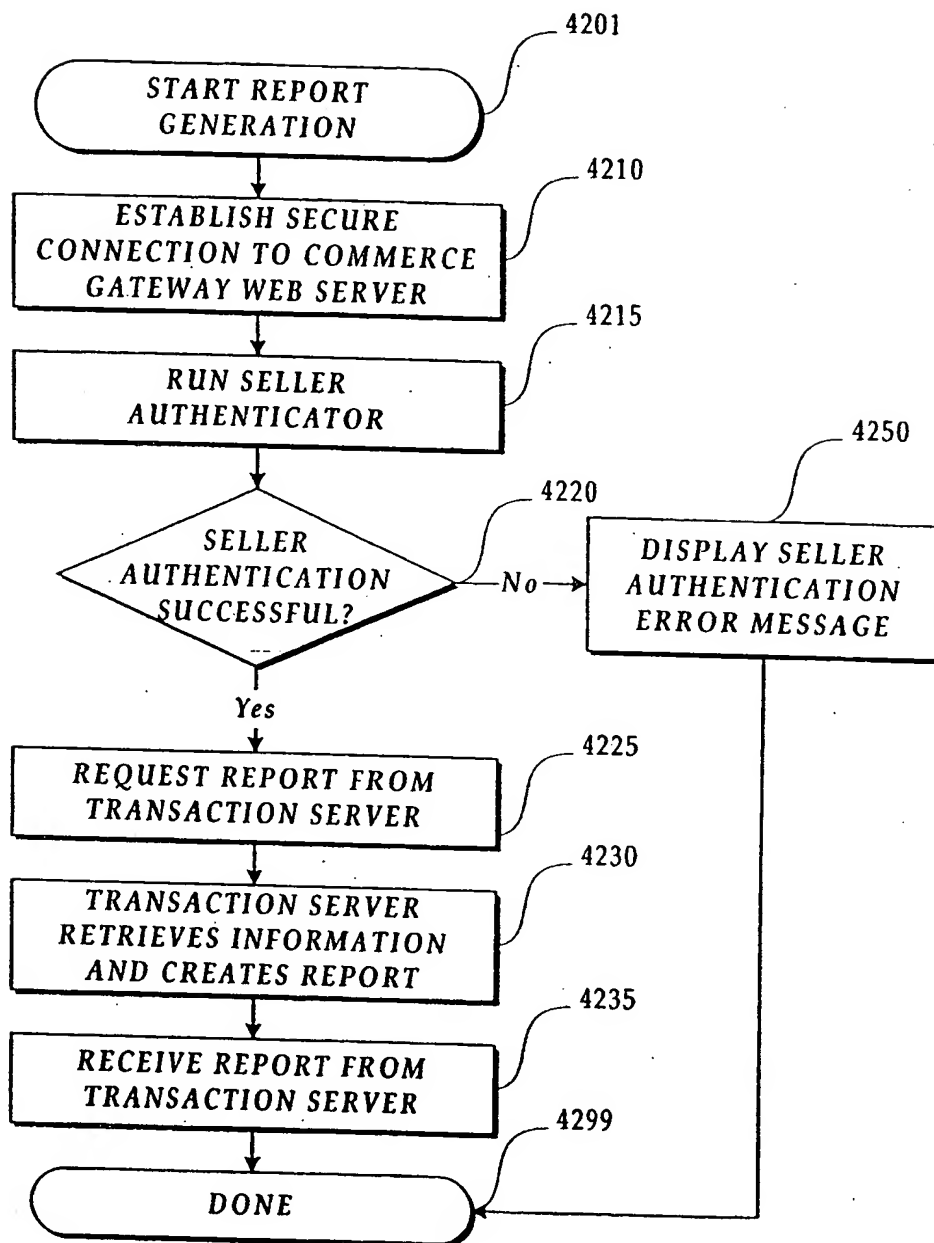 4201
START REPORT
GENERATION
4210
ESTABLISH SECURE
CONNECTION TO COMMERCE
GATEWAY WEB SERVER
4215
RUN SELLER
AUTHENTICATOR
4220
SELLER
AUTHENTICATION
SUCCESSFUL?
No
4250
DISPLAY SELLER
AUTHENTICATION
ERROR MESSAGE
Yes
4225
REQUEST REPORT FROM
TRANSACTION SERVER
4230
TRANSACTION SERVER
RETRIEVES INFORMATION
AND CREATES REPORT
4235
RECEIVE REPORT FROM
TRANSACTION SERVER
4299
DONE